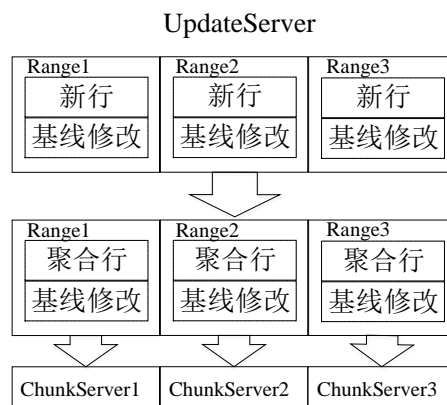 UpdateServer
Range1 Range2 Range3
新行 新行 新行
基线修改 基线修改 基线修改
Range1 Range2 Range3
聚合行 聚合行 聚合行
基线修改 基线修改 基线修改
ChunkServer1 ChunkServer2 ChunkServer3